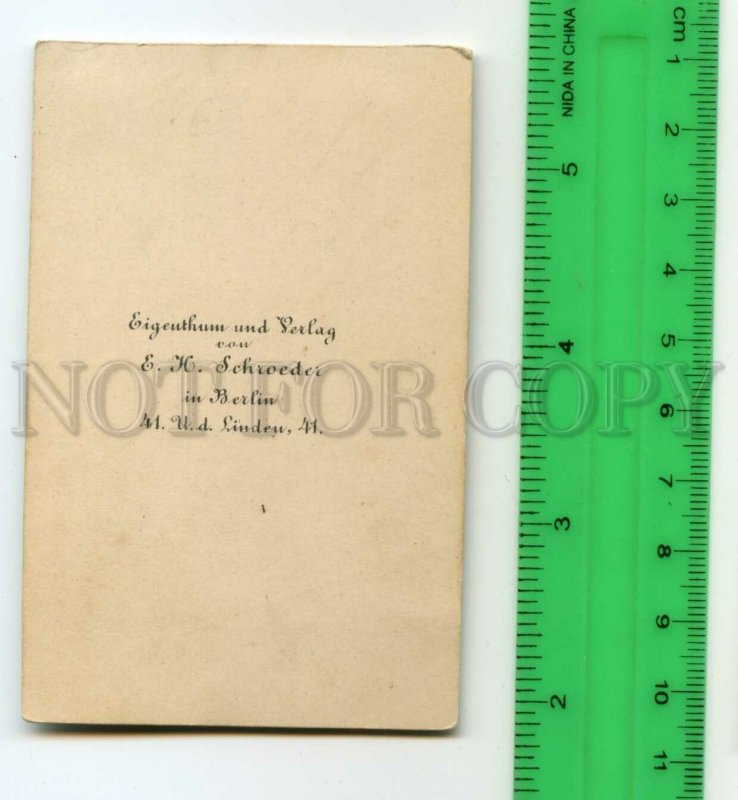 Eigenthum und Verlag
von
E. H. Schroeder
in Berlin
41. U. d. Linden, 41.
NOT FOR COPY
NIDA IN CHINA
cm
1
2
3
4
5
6
7
8
9
10
11
5
4
3
2